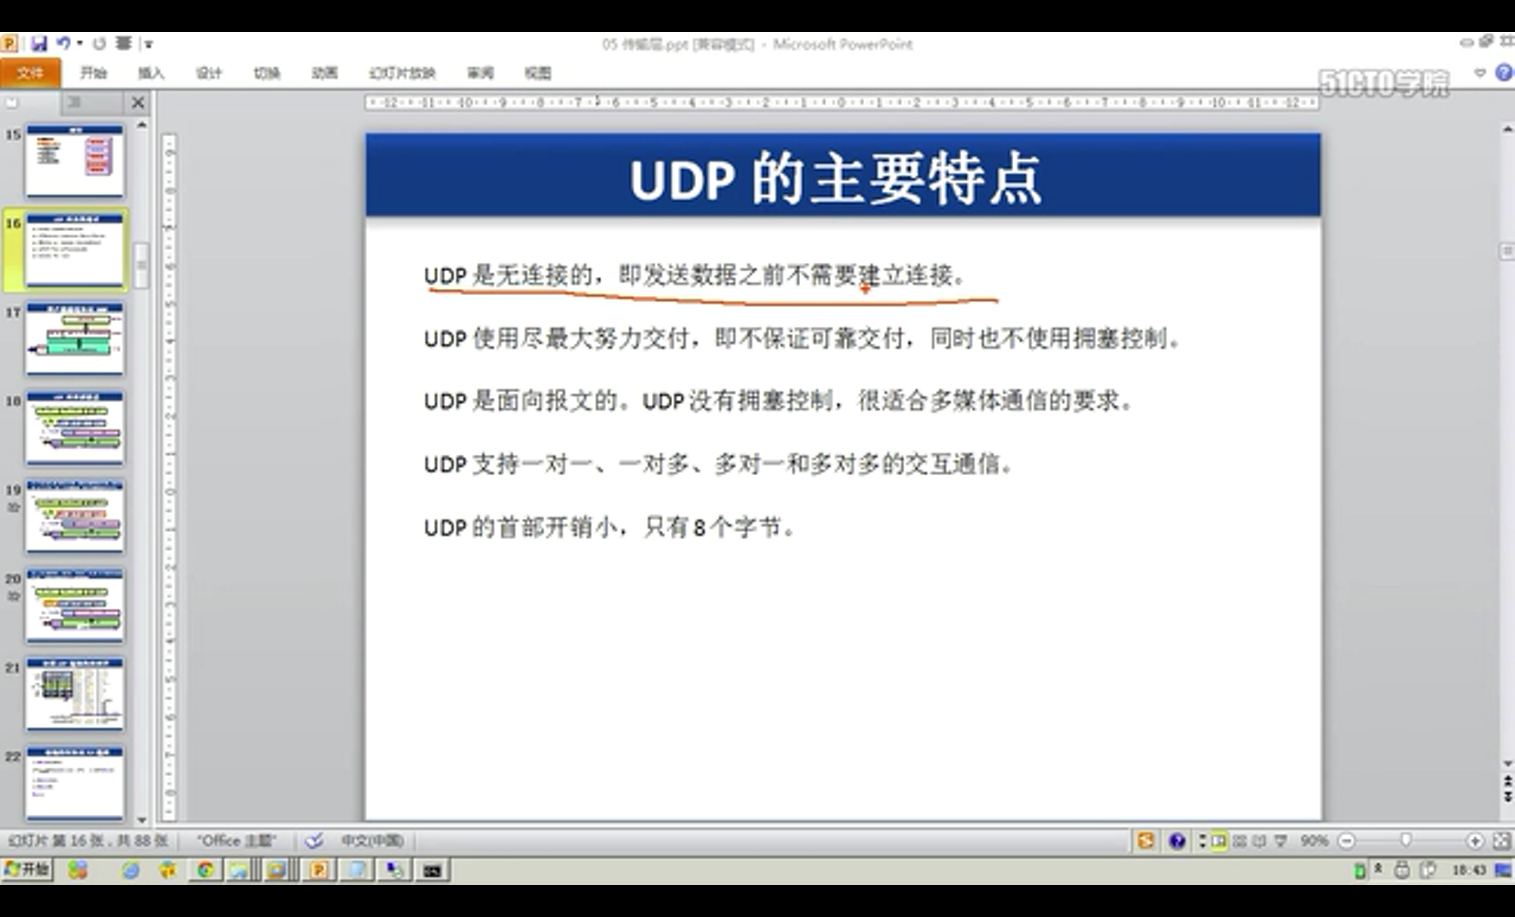 05 传输层.ppt [兼容模式] - Microsoft PowerPoint
文件 开始 插入 设计 切换 动画 幻灯片放映 审阅 视图
51CTO学院
15
16
17
18
19
20
21
22
UDP 的主要特点
UDP 是无连接的，即发送数据之前不需要建立连接。
UDP 使用尽最大努力交付，即不保证可靠交付，同时也不使用拥塞控制。
UDP 是面向报文的。UDP 没有拥塞控制，很适合多媒体通信的要求。
UDP 支持一对一、一对多、多对一和多对多的交互通信。
UDP 的首部开销小，只有 8 个字节。
幻灯片 第 16 张，共 88 张 "Office 主题" 中文(中国) 90%
开始 18:43